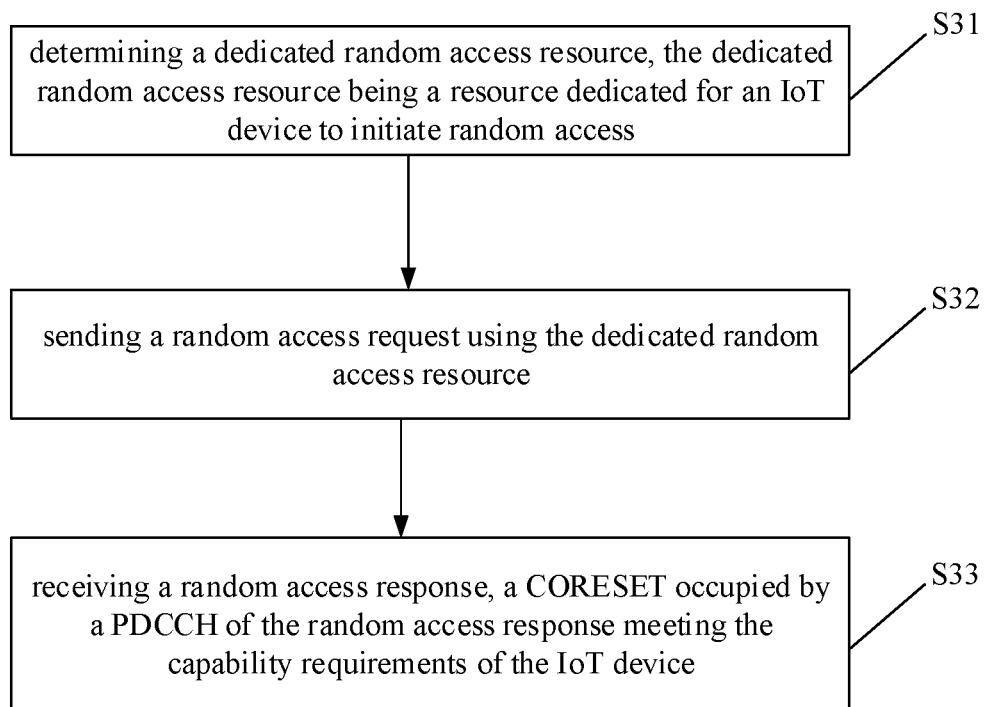 S31
determining a dedicated random access resource, the dedicated
random access resource being a resource dedicated for an IoT
device to initiate random access
S32
sending a random access request using the dedicated random
access resource
S33
receiving a random access response, a CORESET occupied by
a PDCCH of the random access response meeting the
capability requirements of the IoT device